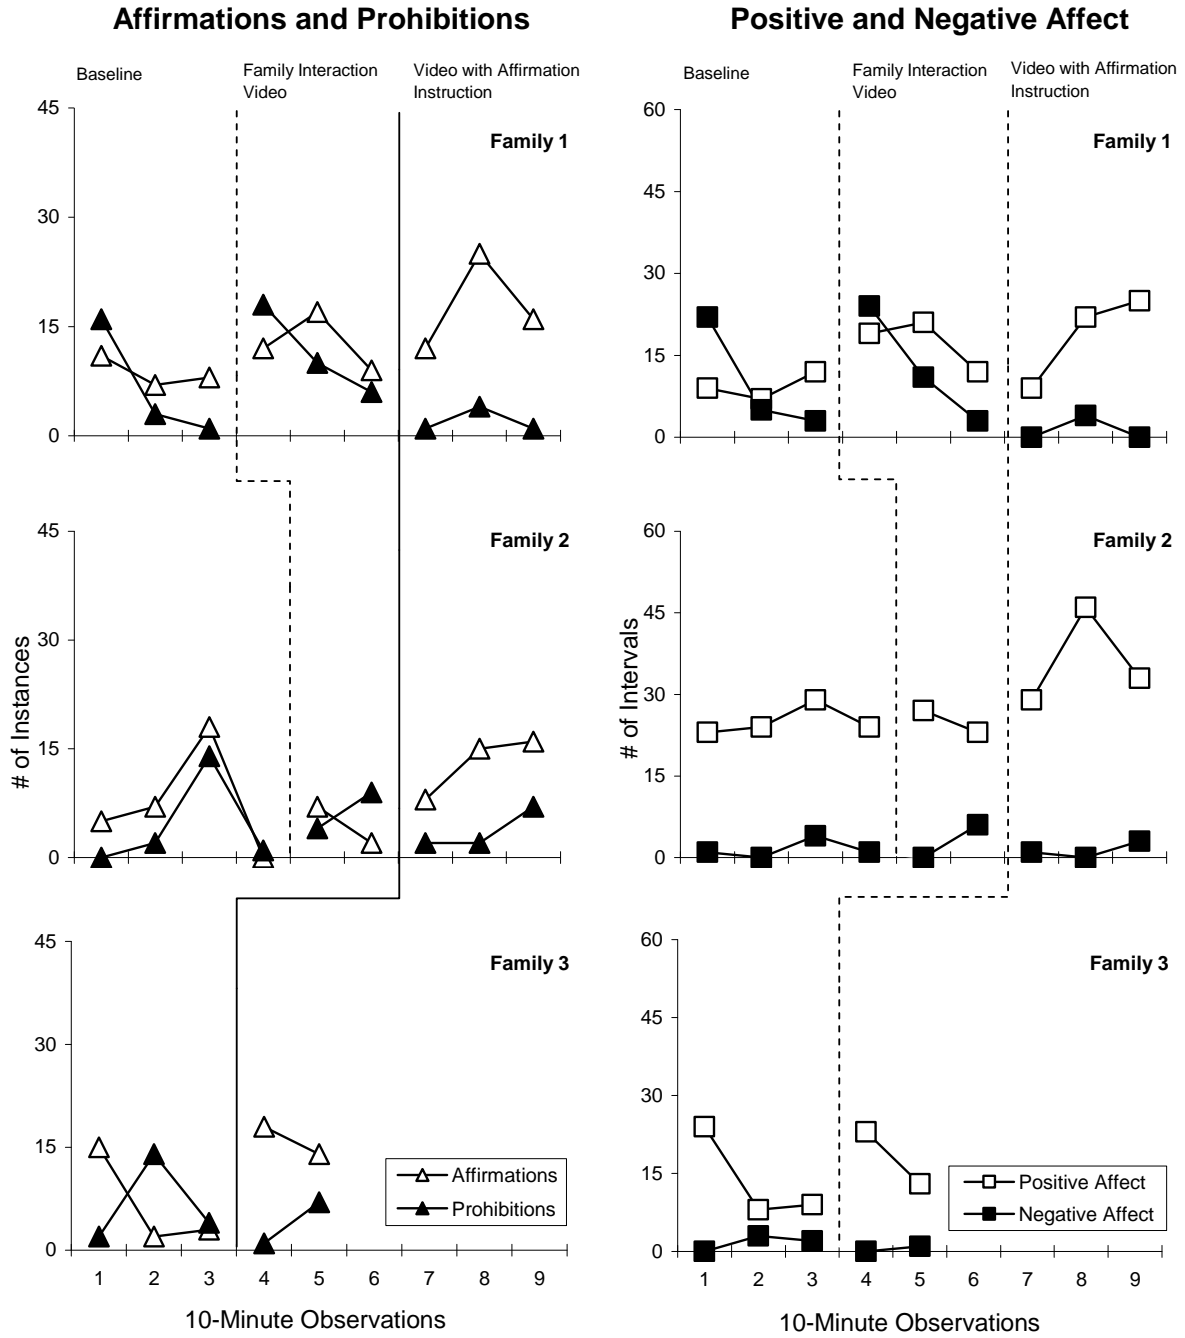 Affirmations and Prohibitions
Baseline
Family Interaction
Video
Video with Affirmation
Instruction
45
30
15
0
Family 1
45
30
15
0
Family 2
# of Instances
45
30
15
0
Family 3
Affirmations
Prohibitions
1 2 3 4 5 6 7 8 9
10-Minute Observations
Positive and Negative Affect
Baseline
Family Interaction
Video
Video with Affirmation
Instruction
60
45
30
15
0
Family 1
60
45
30
15
0
Family 2
# of Intervals
60
45
30
15
0
Family 3
Positive Affect
Negative Affect
1 2 3 4 5 6 7 8 9
10-Minute Observations